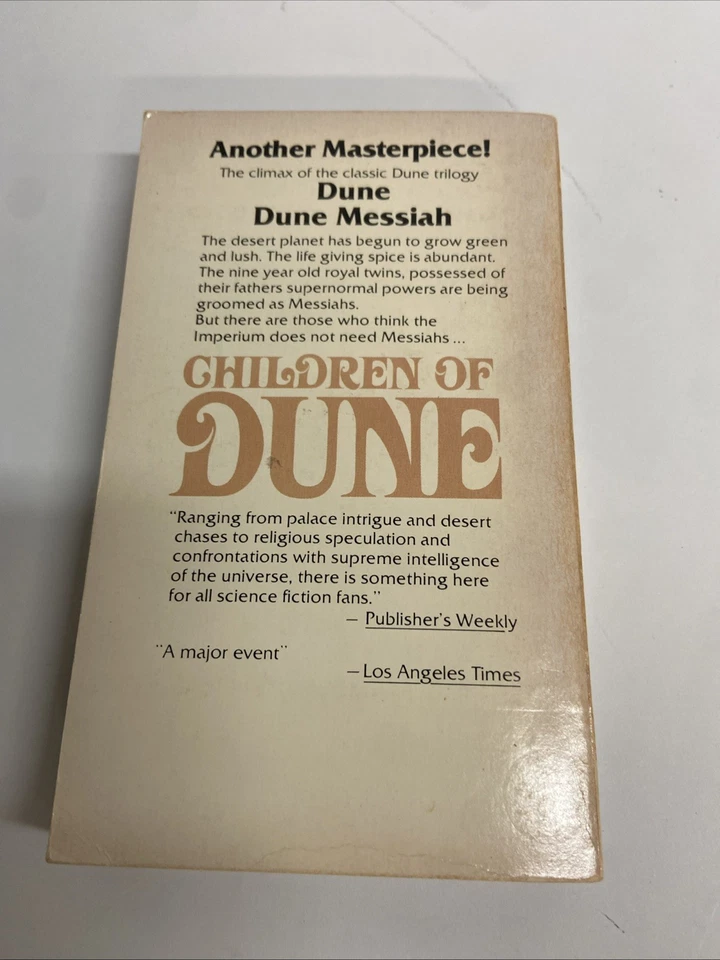 Another Masterpiece!
The climax of the classic Dune trilogy
Dune
Dune Messiah
The desert planet has begun to grow green
and lush. The life giving spice is abundant.
The nine year old royal twins, possessed of
their fathers supernormal powers are being
groomed as Messiahs.
But there are those who think the
Imperium does not need Messiahs ...
CHILDREN OF
DUNE
"Ranging from palace intrigue and desert
chases to religious speculation and
confrontations with supreme intelligence
of the universe, there is something here
for all science fiction fans."
— Publisher's Weekly
"A major event"
—Los Angeles Times